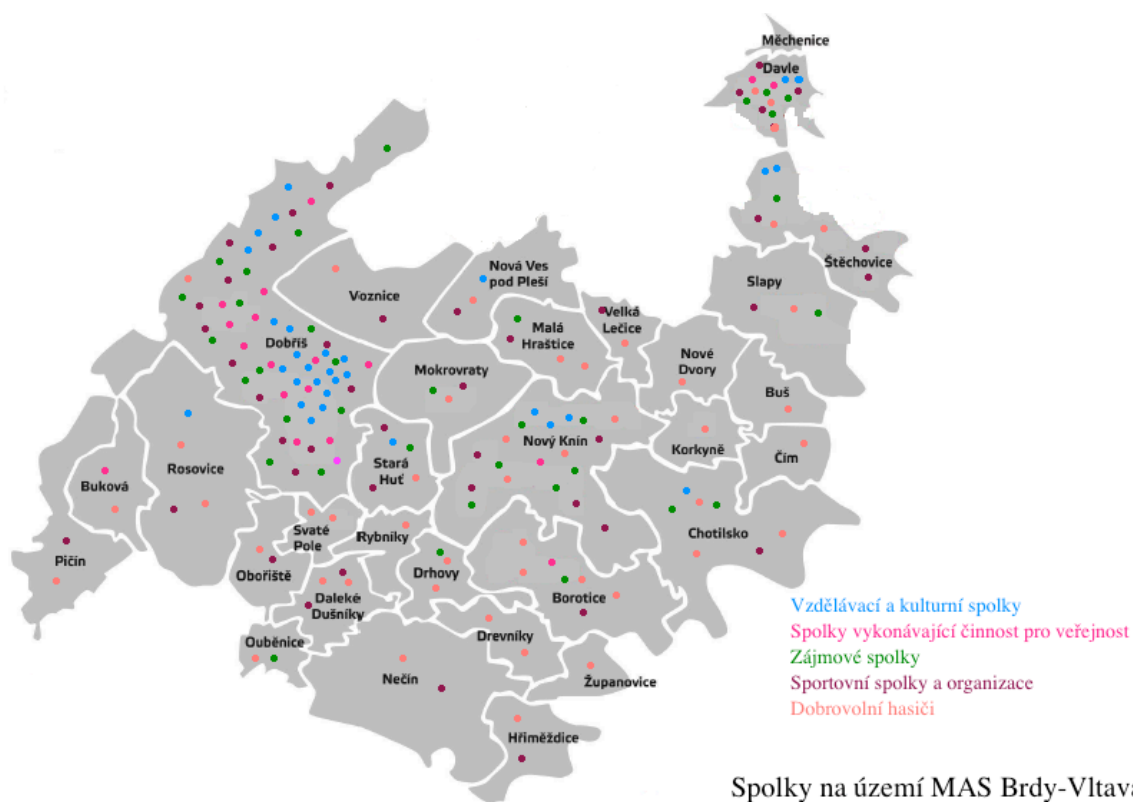 Měchenice
Davle
Štěchovice
Slapy
Nová Ves
pod Pleší
Voznice
Velká
Lečice
Malá
Hraštice
Dobříš
Nové
Dvory
Mokrovraty
Buš
Nový Knín
Korkyně
Čím
Stará
Huť
Rosovice
Buková
Chotilsko
Svaté
Pole
Rybníky
Pičín
Obořiště
Drhovy
Daleké
Dušníky
Borotice
Drevníky
Ouběnice
Nečín
Županovice
Hřiměždice
Vzdělávací a kulturní spolky
Spolky vykonávající činnost pro veřejnost
Zájmové spolky
Sportovní spolky a organizace
Dobrovolní hasiči
Spolky na území MAS Brdy-Vltava